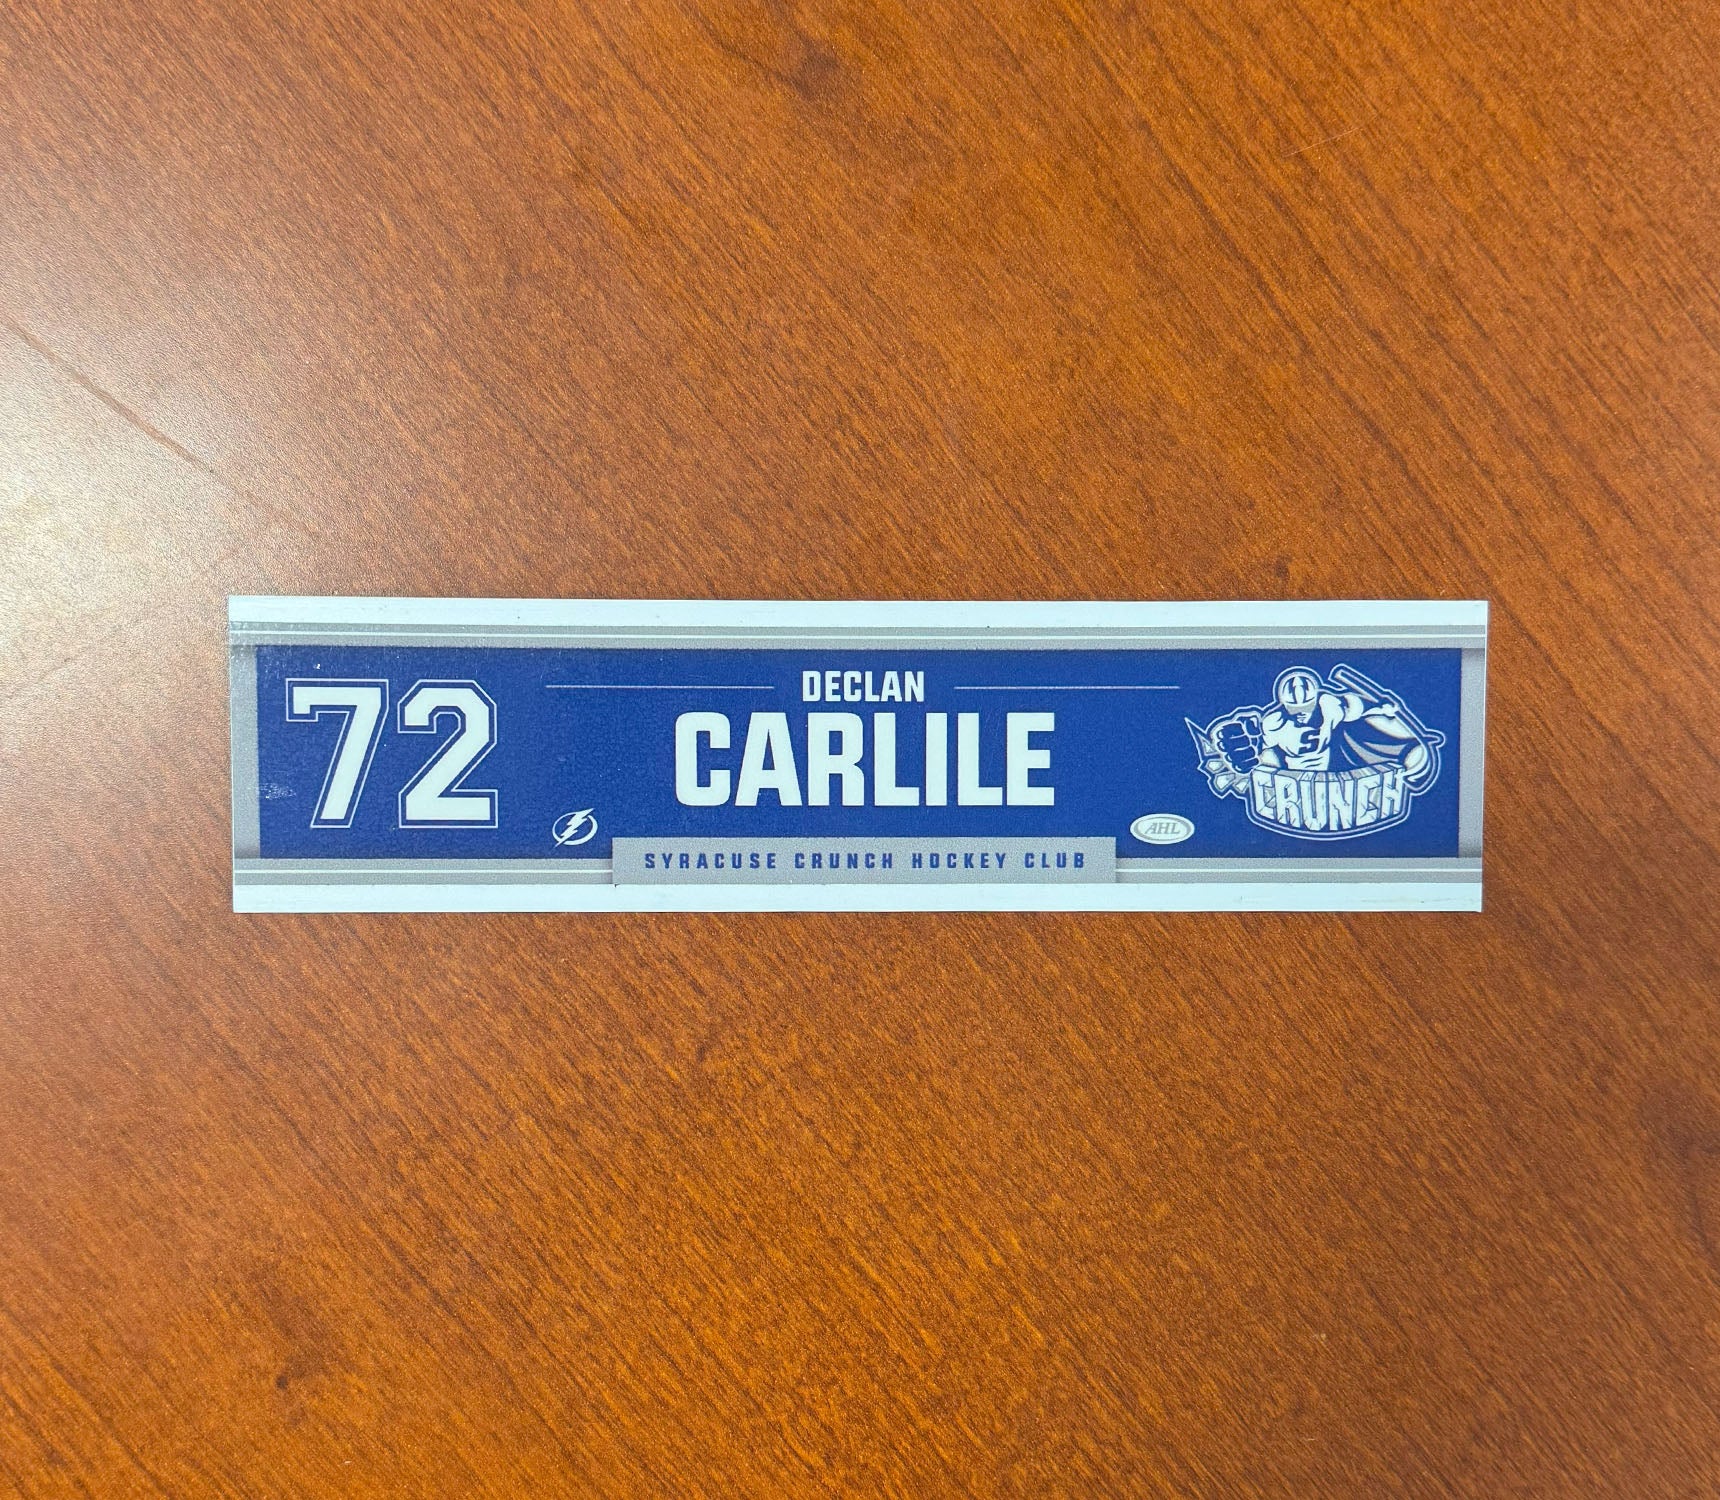 72
DECLAN
CARLILE
AHL
S
CRUNCH
SYRACUSE CRUNCH HOCKEY CLUB